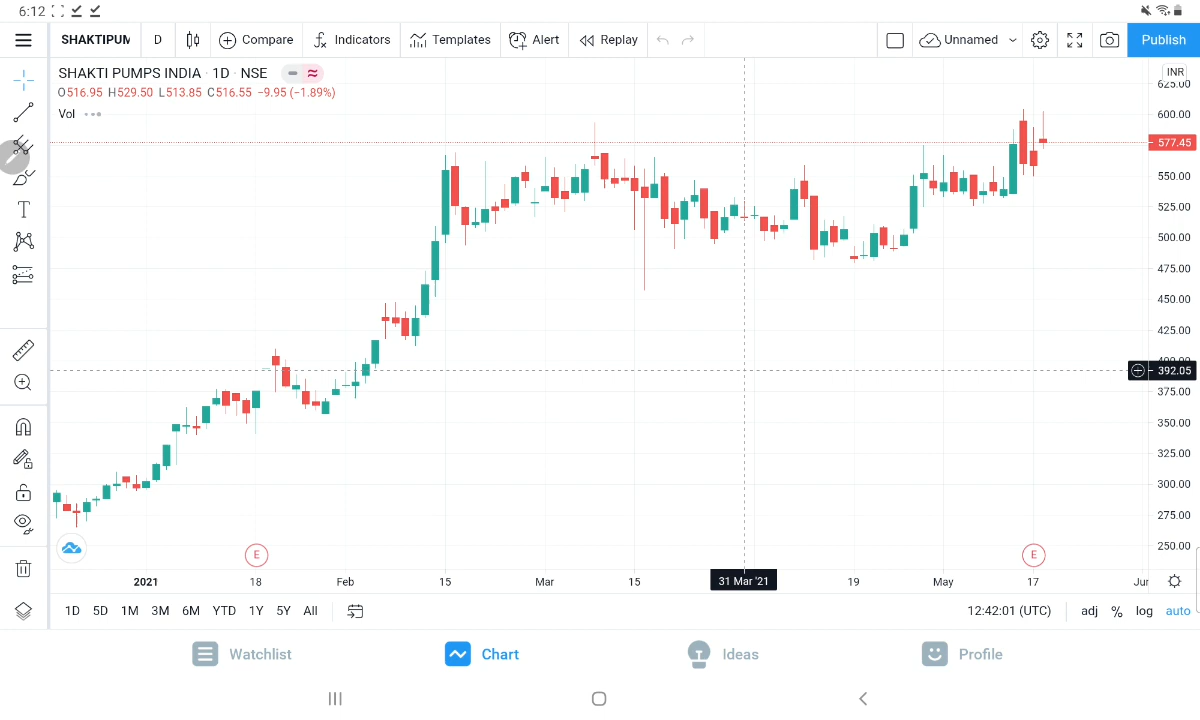 6:12
SHAKTIPUM D Compare Indicators Templates Alert Replay Unnamed Publish
SHAKTI PUMPS INDIA · 1D · NSE
INR
O516.95 H529.50 L513.85 C516.55 −9.95 (−1.89%)
Vol
625.00
600.00
577.45
550.00
525.00
500.00
475.00
450.00
425.00
400.00
392.05
375.00
350.00
325.00
300.00
275.00
250.00
E E
2021 18 Feb 15 Mar 15 31 Mar '21 19 May 17 Jun
1D 5D 1M 3M 6M YTD 1Y 5Y All 12:42:01 (UTC) adj % log auto
Watchlist Chart Ideas Profile